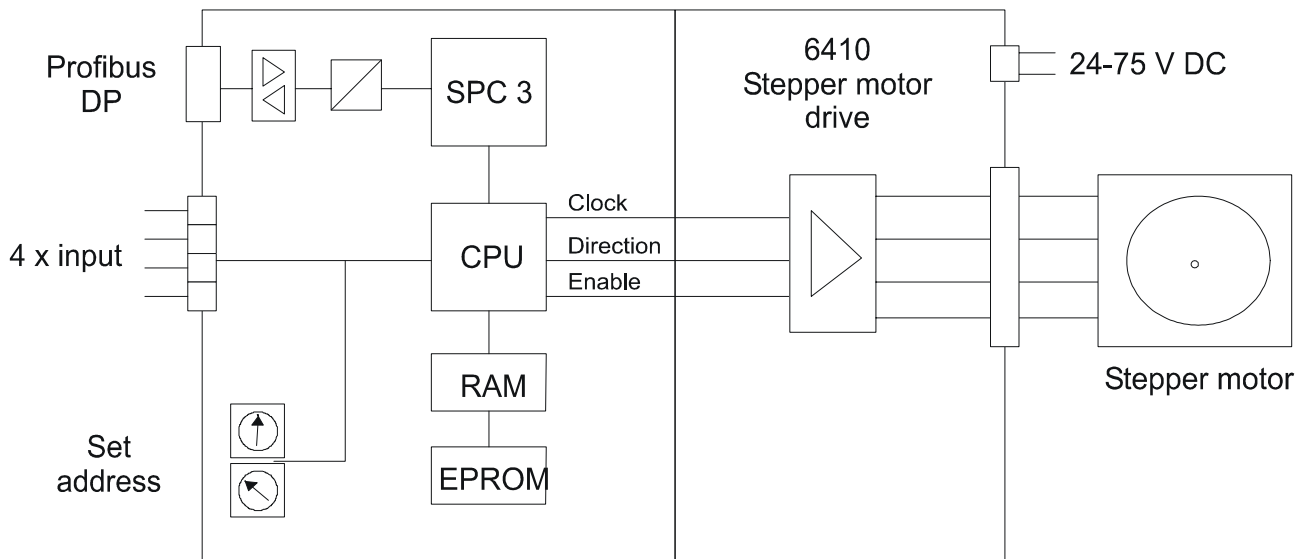 Profibus
DP
SPC 3
6410
Stepper motor
drive
24-75 V DC
4 x input
CPU
Clock
Direction
Enable
RAM
EPROM
Set
address
Stepper motor